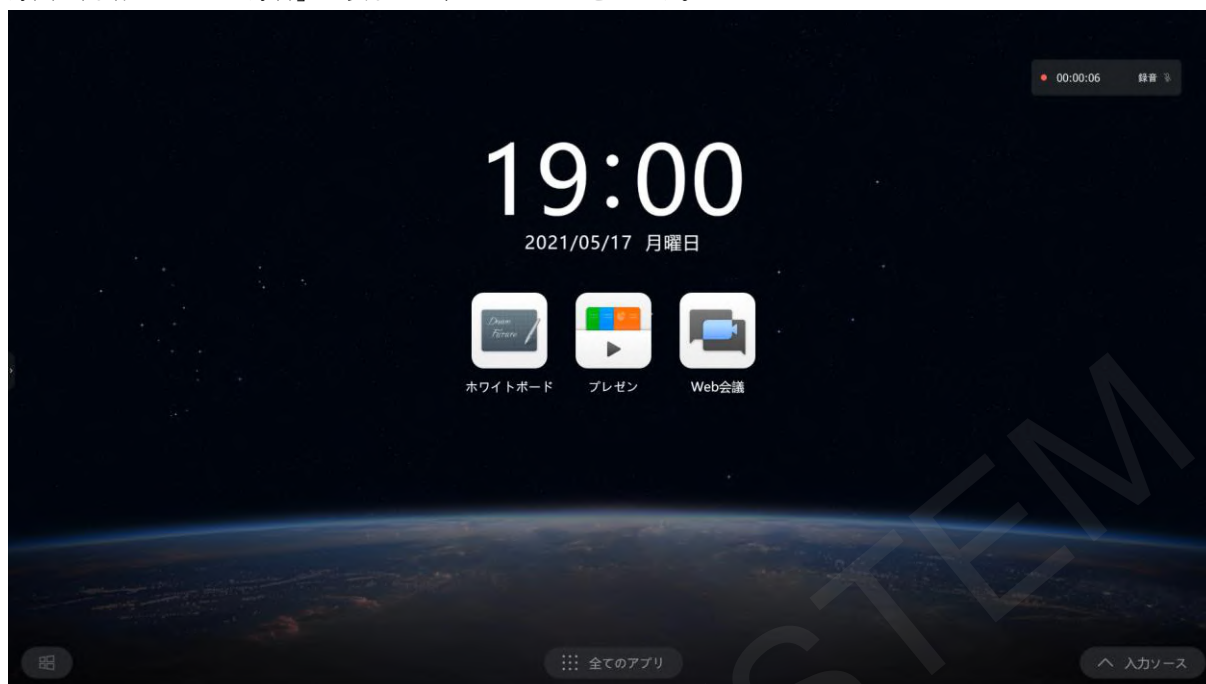 00:00:06 録音
19:00
2021/05/17 月曜日
ホワイトボード プレゼン Web会議
全てのアプリ
入力ソース
STEM